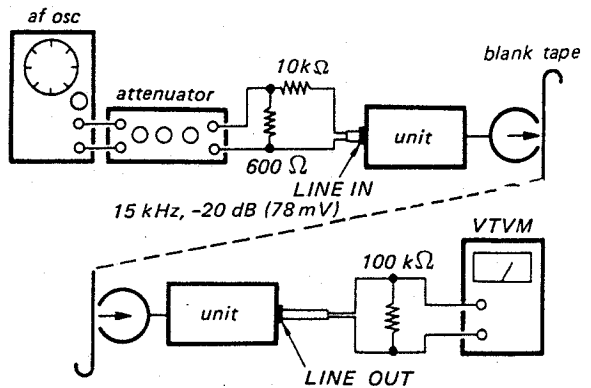 af osc
blank tape
attenuator
10kΩ
unit
600 Ω
LINE IN
15 kHz, -20 dB (78 mV)
VTVM
100 kΩ
unit
LINE OUT